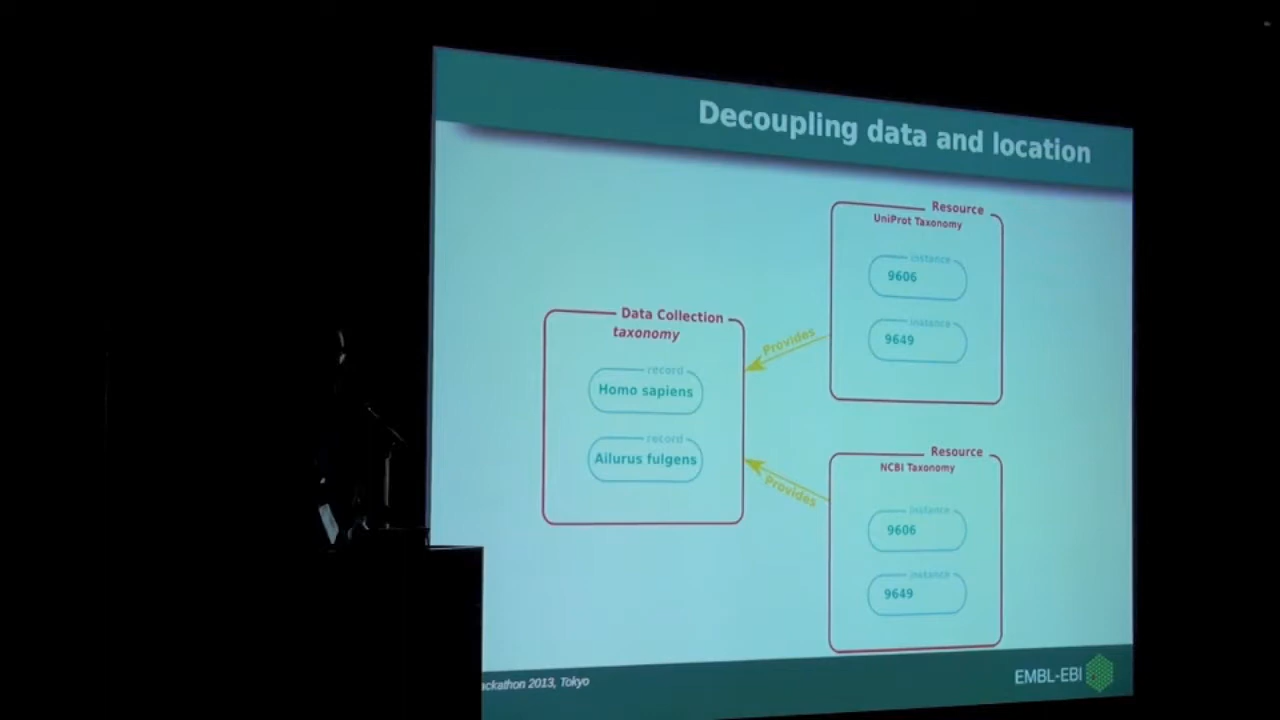 Decoupling data and location
Resource
UniProt Taxonomy
instance
9606
instance
9649
Data Collection
taxonomy
record
Homo sapiens
record
Ailurus fulgens
Provides
Provides
Resource
NCBI Taxonomy
instance
9606
instance
9649
2013, Tokyo
EMBL-EBI